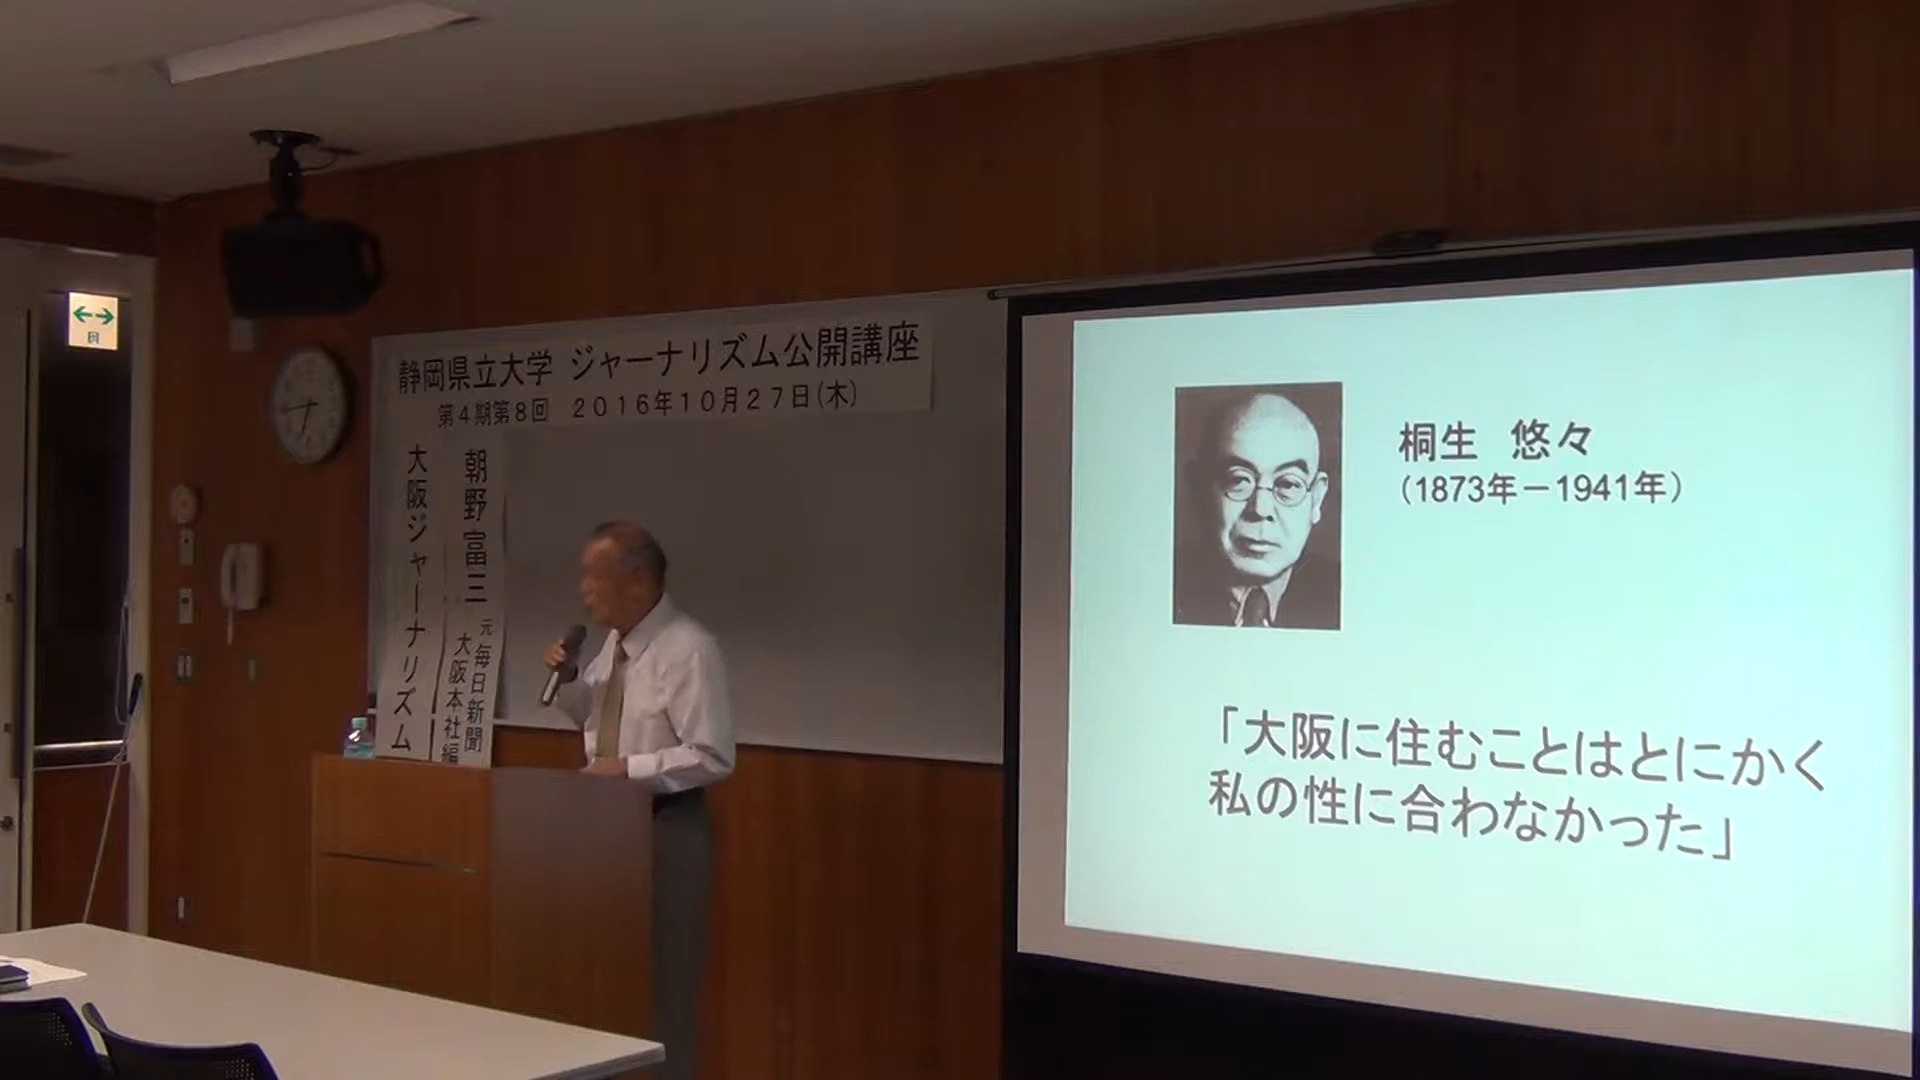 静岡県立大学 ジャーナリズム公開講座
第4期第8回 2016年10月27日(木)
大阪ジャーナリズム
朝野富三
元毎日新聞
大阪本社編
桐生 悠々
(1873年－1941年)
「大阪に住むことはとにかく
私の性に合わなかった」